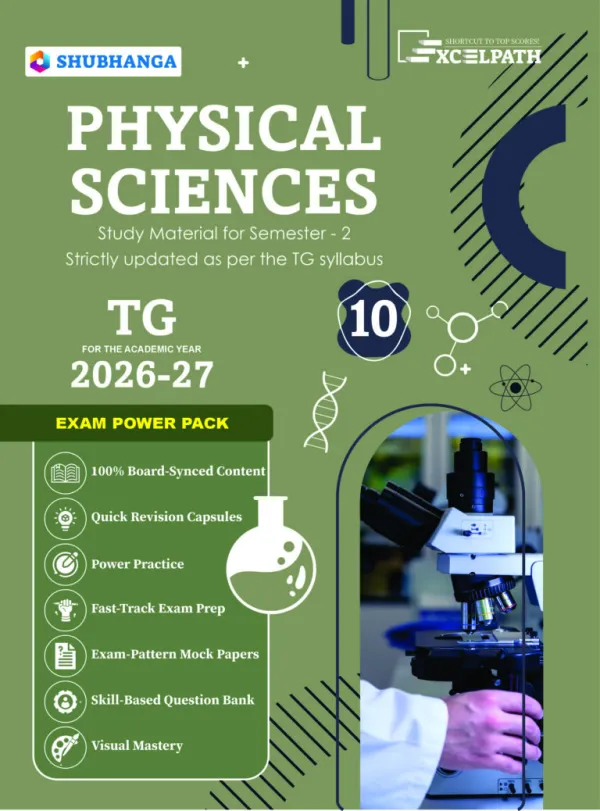 SHUBHANGA
SHORTCUT TO TOP SCORES!
EXCELPATH
PHYSICAL
SCIENCES
Study Material for Semester - 2
Strictly updated as per the TG syllabus
TG
10
FOR THE ACADEMIC YEAR
2026-27
EXAM POWER PACK
100% Board-Synced Content
Quick Revision Capsules
Power Practice
Fast-Track Exam Prep
Exam-Pattern Mock Papers
Skill-Based Question Bank
Visual Mastery